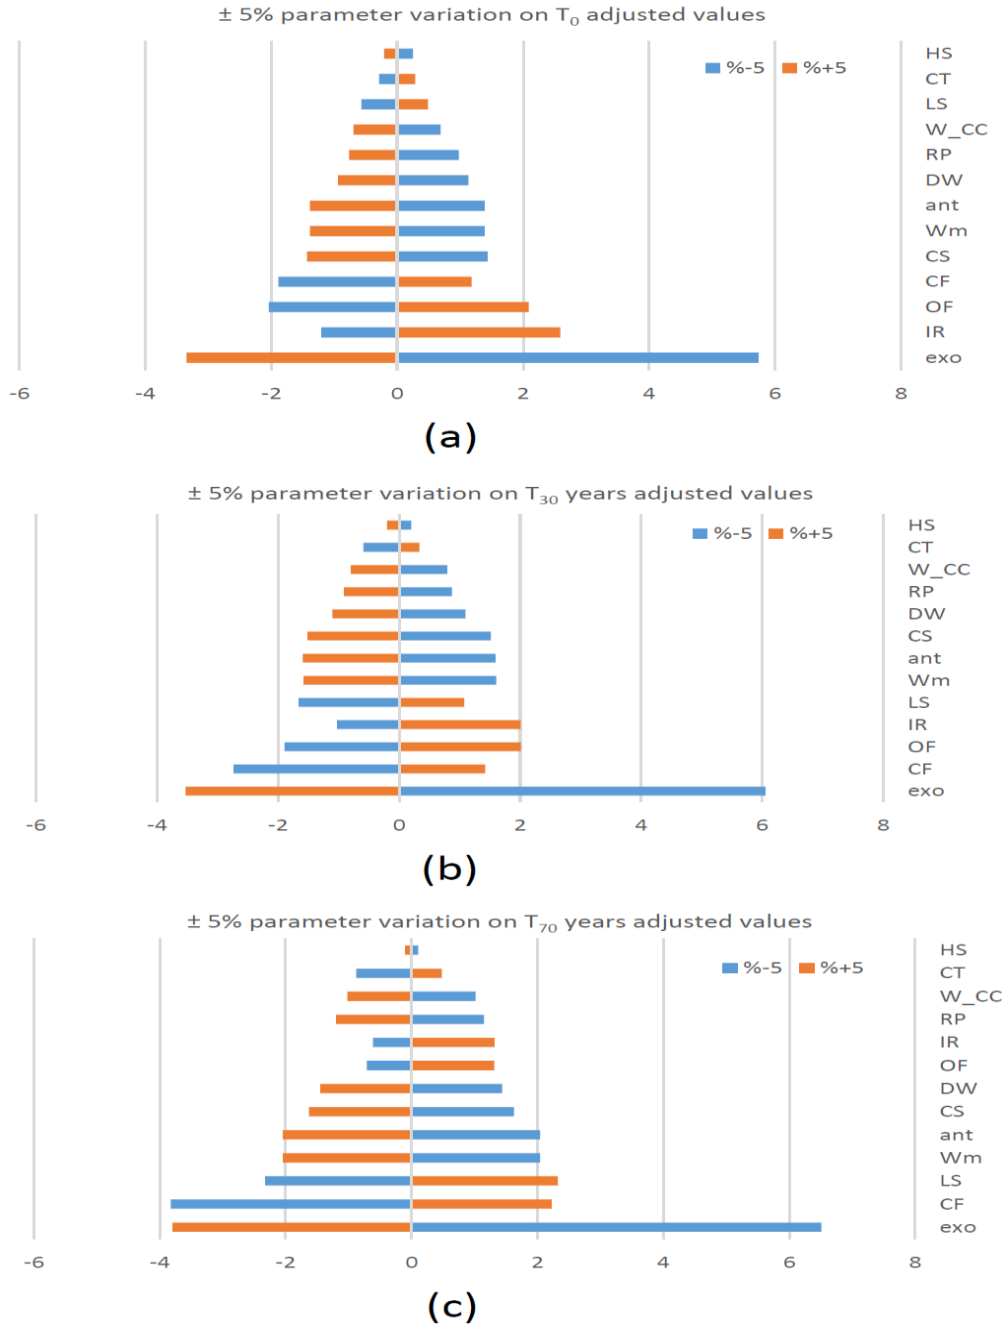 ± 5% parameter variation on T₀ adjusted values
%-5 %+5
HS
CT
LS
W_CC
RP
DW
ant
Wm
CS
CF
OF
IR
exo
-6 -4 -2 0 2 4 6 8
(a)
± 5% parameter variation on T₃₀ years adjusted values
%-5 %+5
HS
CT
W_CC
RP
DW
CS
ant
Wm
LS
IR
OF
CF
exo
-6 -4 -2 0 2 4 6 8
(b)
± 5% parameter variation on T₇₀ years adjusted values
%-5 %+5
HS
CT
W_CC
RP
IR
OF
DW
CS
ant
Wm
LS
CF
exo
-6 -4 -2 0 2 4 6 8
(c)